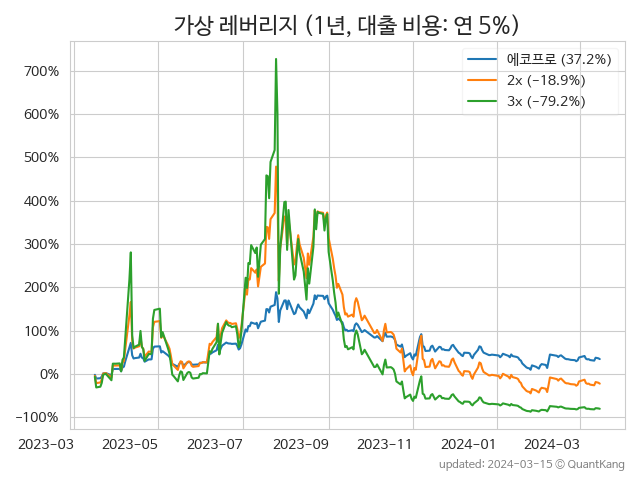 가상 레버리지 (1년, 대출 비용: 연 5%)
에코프로 (37.2%)
2x (−18.9%)
3x (−79.2%)
700%
600%
500%
400%
300%
200%
100%
0%
−100%
2023-03 2023-05 2023-07 2023-09 2023-11 2024-01 2024-03
updated: 2024-03-15 ⓒ QuantKang